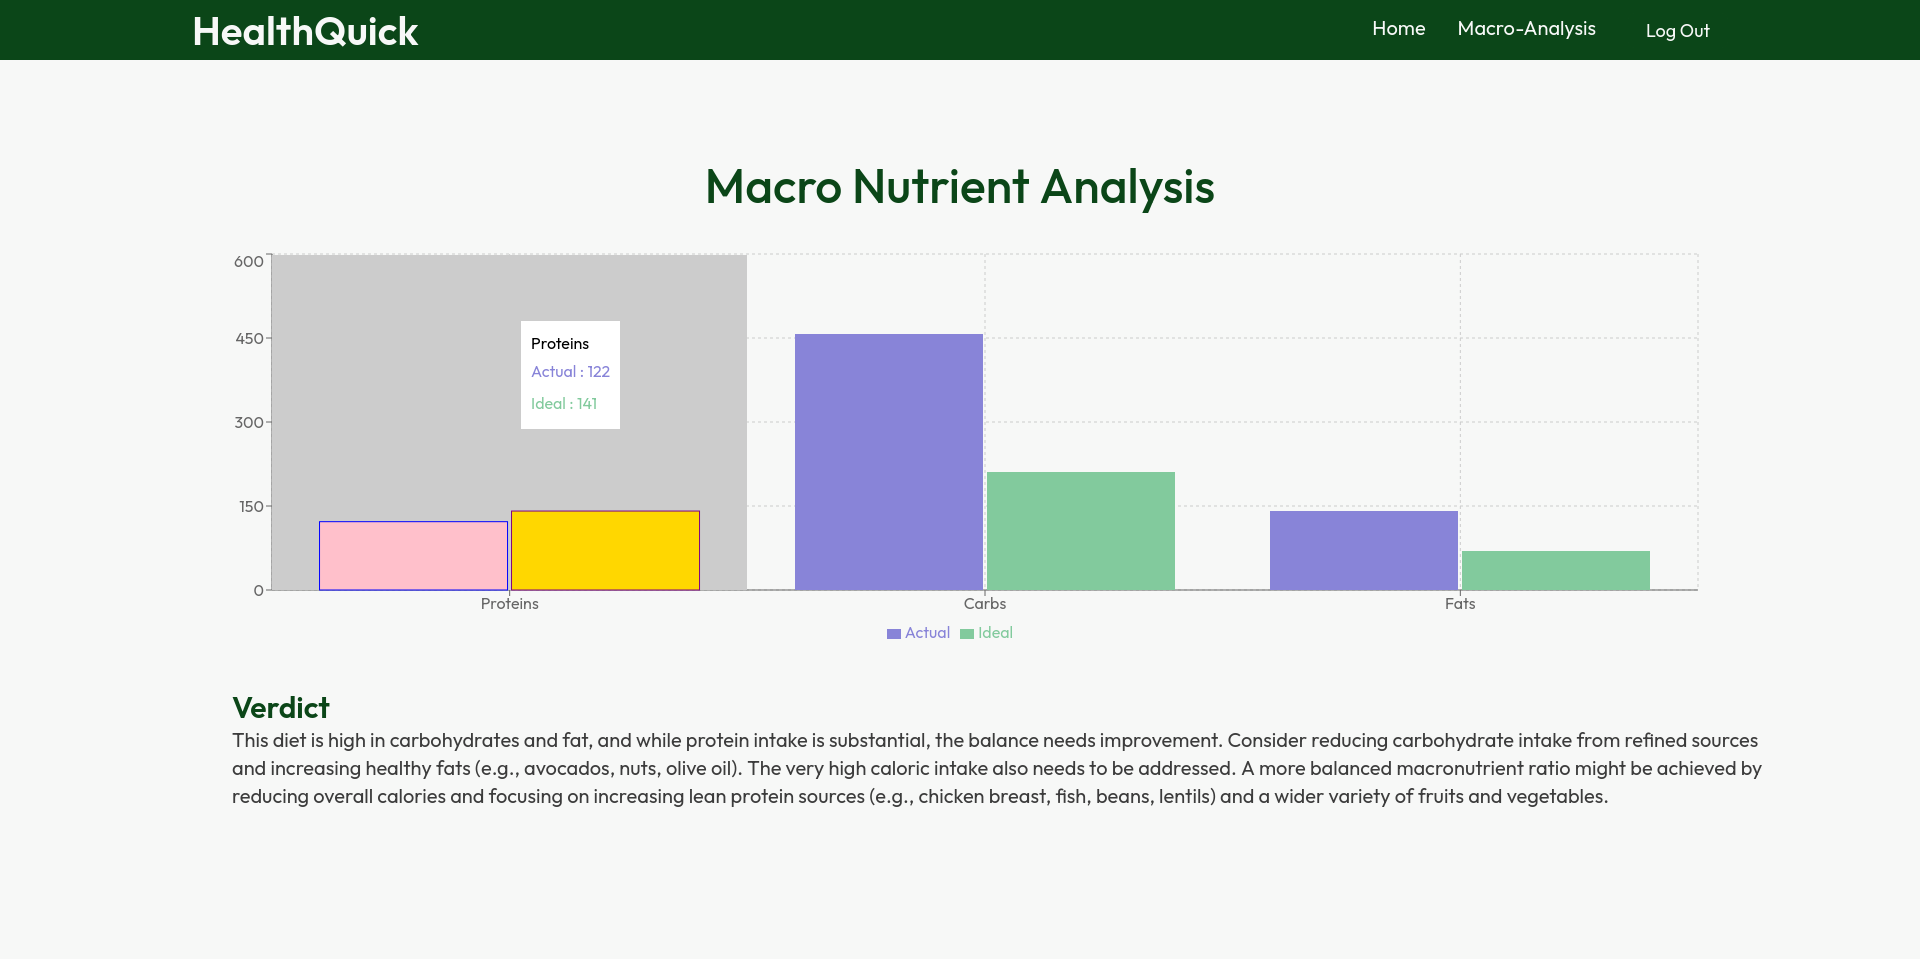 HealthQuick
Home Macro-Analysis Log Out
Macro Nutrient Analysis
600
450
300
150
0
Proteins
Actual : 122
Ideal : 141
Proteins Carbs Fats
Actual Ideal
Verdict
This diet is high in carbohydrates and fat, and while protein intake is substantial, the balance needs improvement. Consider reducing carbohydrate intake from refined sources
and increasing healthy fats (e.g., avocados, nuts, olive oil). The very high caloric intake also needs to be addressed. A more balanced macronutrient ratio might be achieved by
reducing overall calories and focusing on increasing lean protein sources (e.g., chicken breast, fish, beans, lentils) and a wider variety of fruits and vegetables.